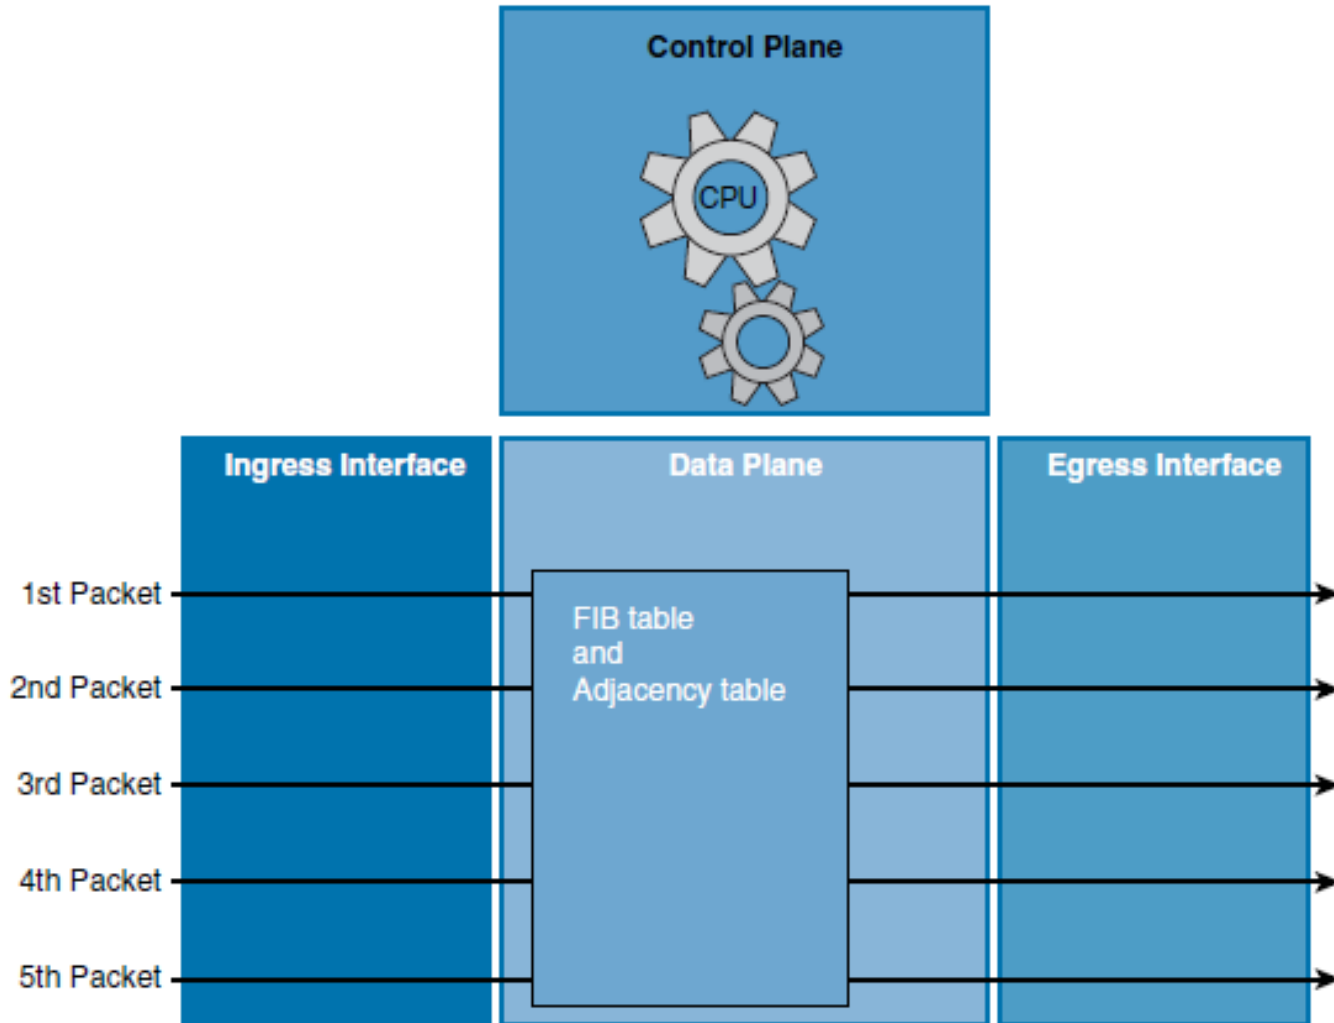 Control Plane
CPU
Ingress Interface
Data Plane
Egress Interface
1st Packet
2nd Packet
3rd Packet
4th Packet
5th Packet
FIB table
and
Adjacency table